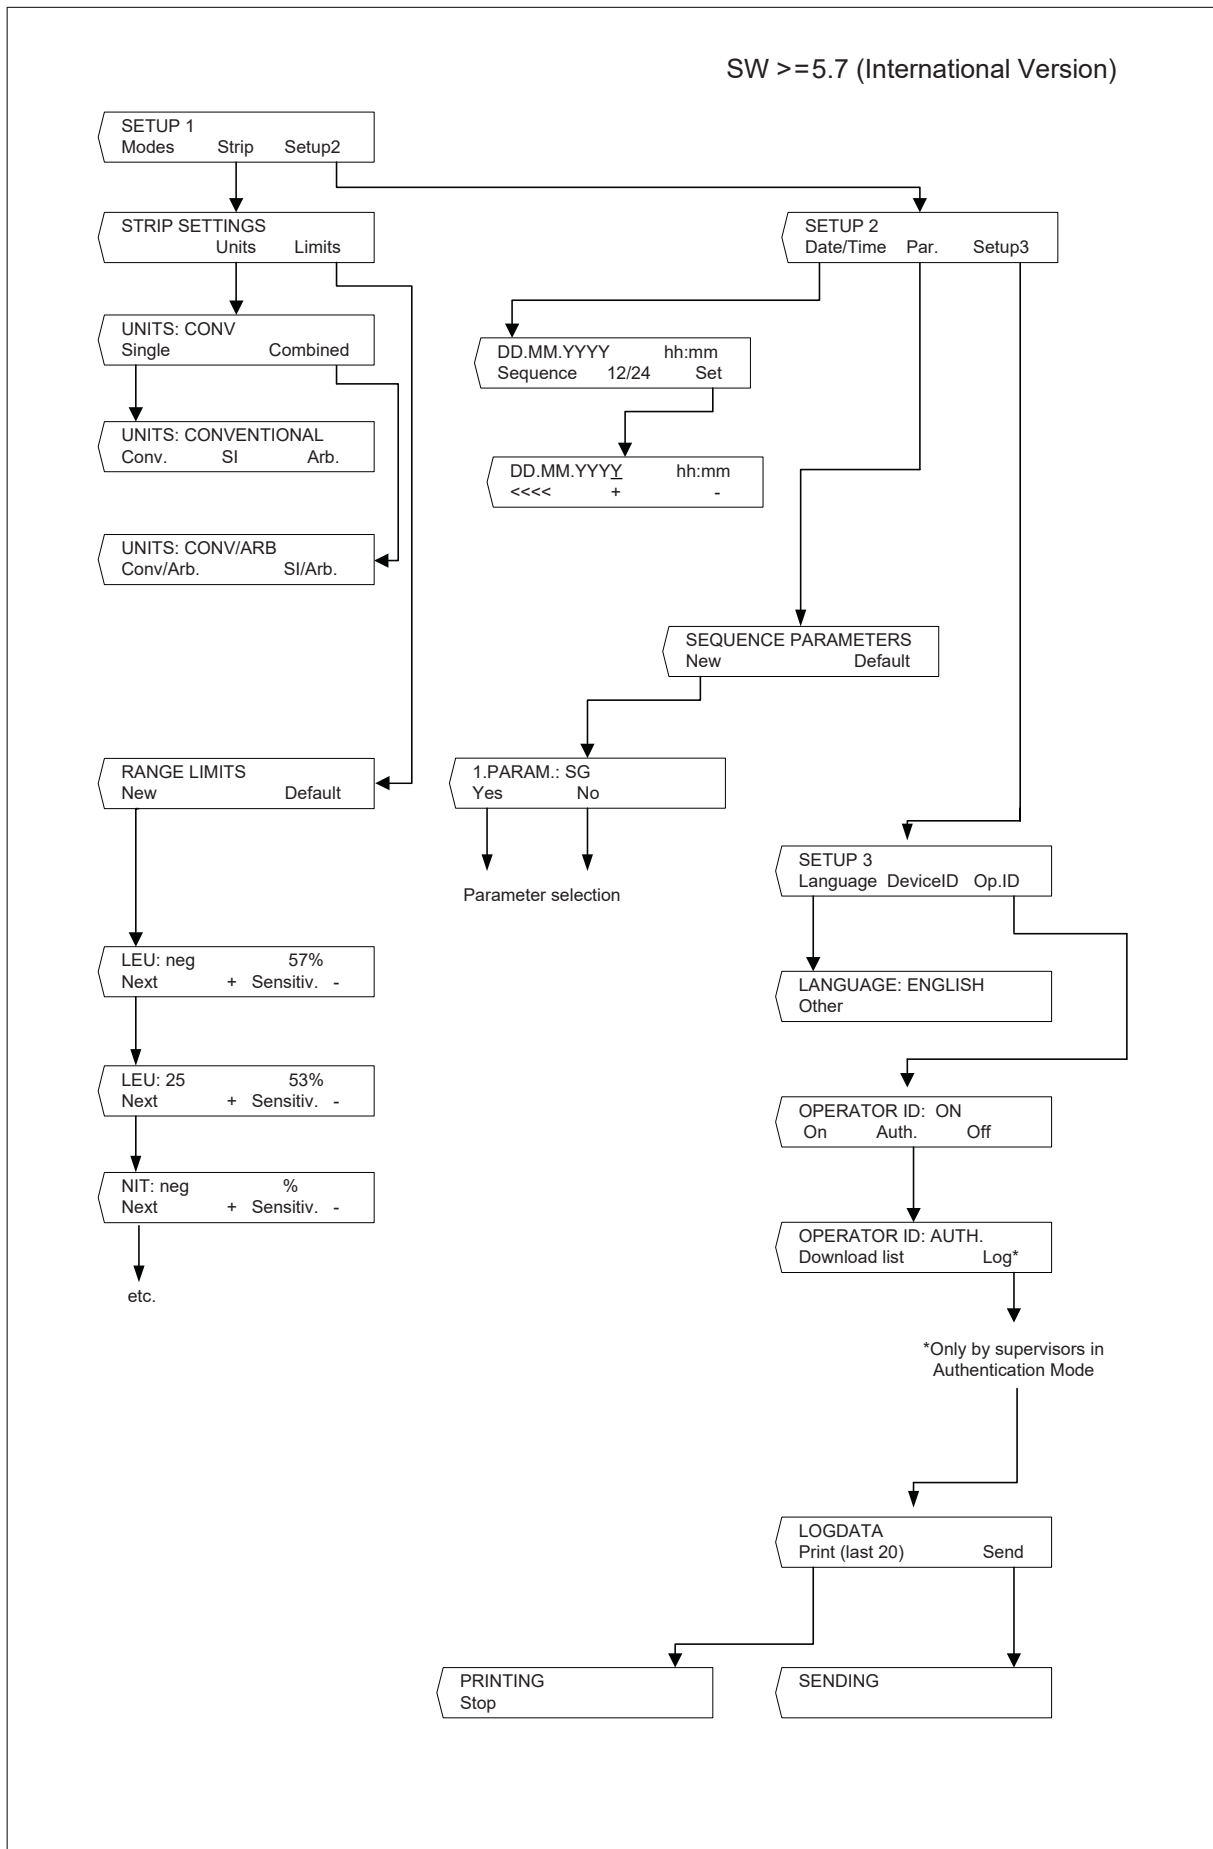 SW >=5.7 (International Version)
SETUP 1
Modes Strip Setup2
STRIP SETTINGS
Units Limits
UNITS: CONV
Single Combined
UNITS: CONVENTIONAL
Conv. SI Arb.
UNITS: CONV/ARB
Conv/Arb. SI/Arb.
RANGE LIMITS
New Default
LEU: neg 57%
Next + Sensitiv. -
LEU: 25 53%
Next + Sensitiv. -
NIT: neg %
Next + Sensitiv. -
etc.
SETUP 2
Date/Time Par. Setup3
DD.MM.YYYY hh:mm
Sequence 12/24 Set
DD.MM.YYYY hh:mm
<<<< + -
SEQUENCE PARAMETERS
New Default
1.PARAM.: SG
Yes No
Parameter selection
SETUP 3
Language DeviceID Op.ID
LANGUAGE: ENGLISH
Other
OPERATOR ID: ON
On Auth. Off
OPERATOR ID: AUTH.
Download list Log*
*Only by supervisors in
Authentication Mode
LOGDATA
Print (last 20) Send
PRINTING
Stop
SENDING